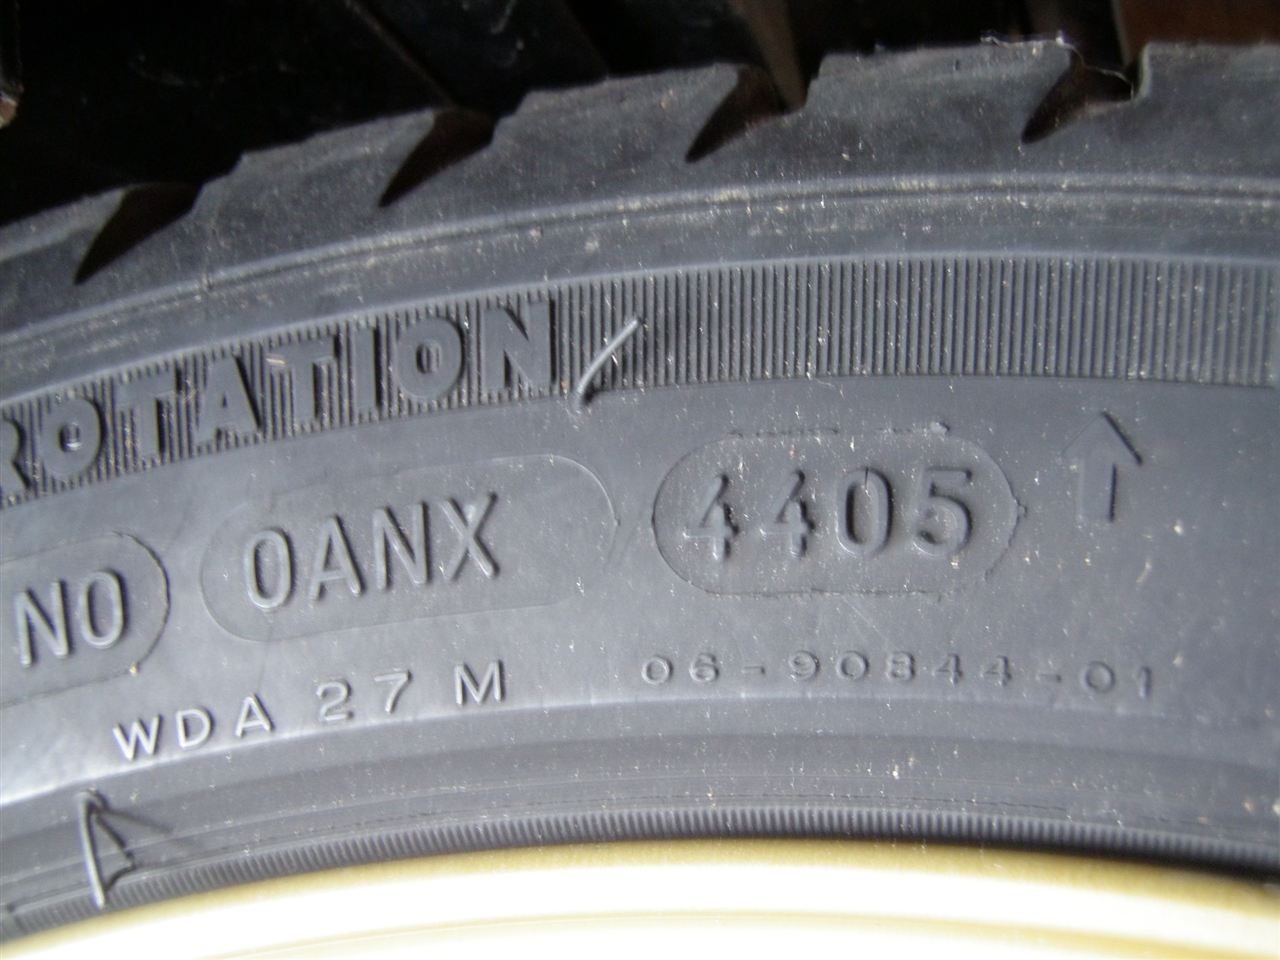 ROTATION
NO 0ANX 4405
WDA 27 M 06-90844-01